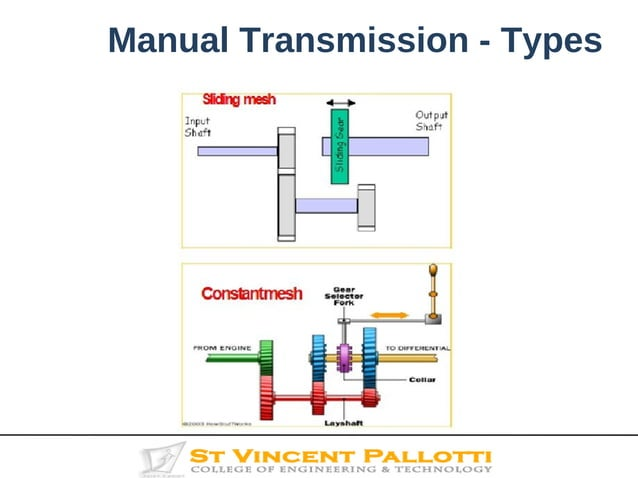 Manual Transmission - Types
Sliding mesh
Input
Shaft
Sliding Gear
Output
Shaft
Constantmesh
Gear
Selector
Fork
FROM ENGINE
TO DIFFERENTIAL
Collar
Layshaft
ST VINCENT PALLOTTI
COLLEGE OF ENGINEERING & TECHNOLOGY